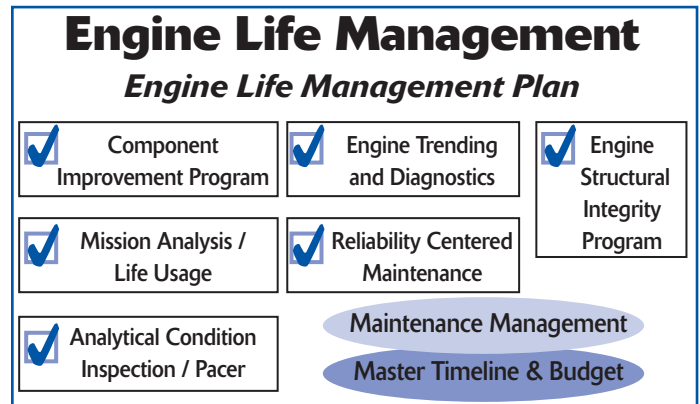 Engine Life Management
Engine Life Management Plan
Component
Improvement Program
Engine Trending
and Diagnostics
Engine
Structural
Integrity
Program
Mission Analysis /
Life Usage
Reliability Centered
Maintenance
Analytical Condition
Inspection / Pacer
Maintenance Management
Master Timeline & Budget